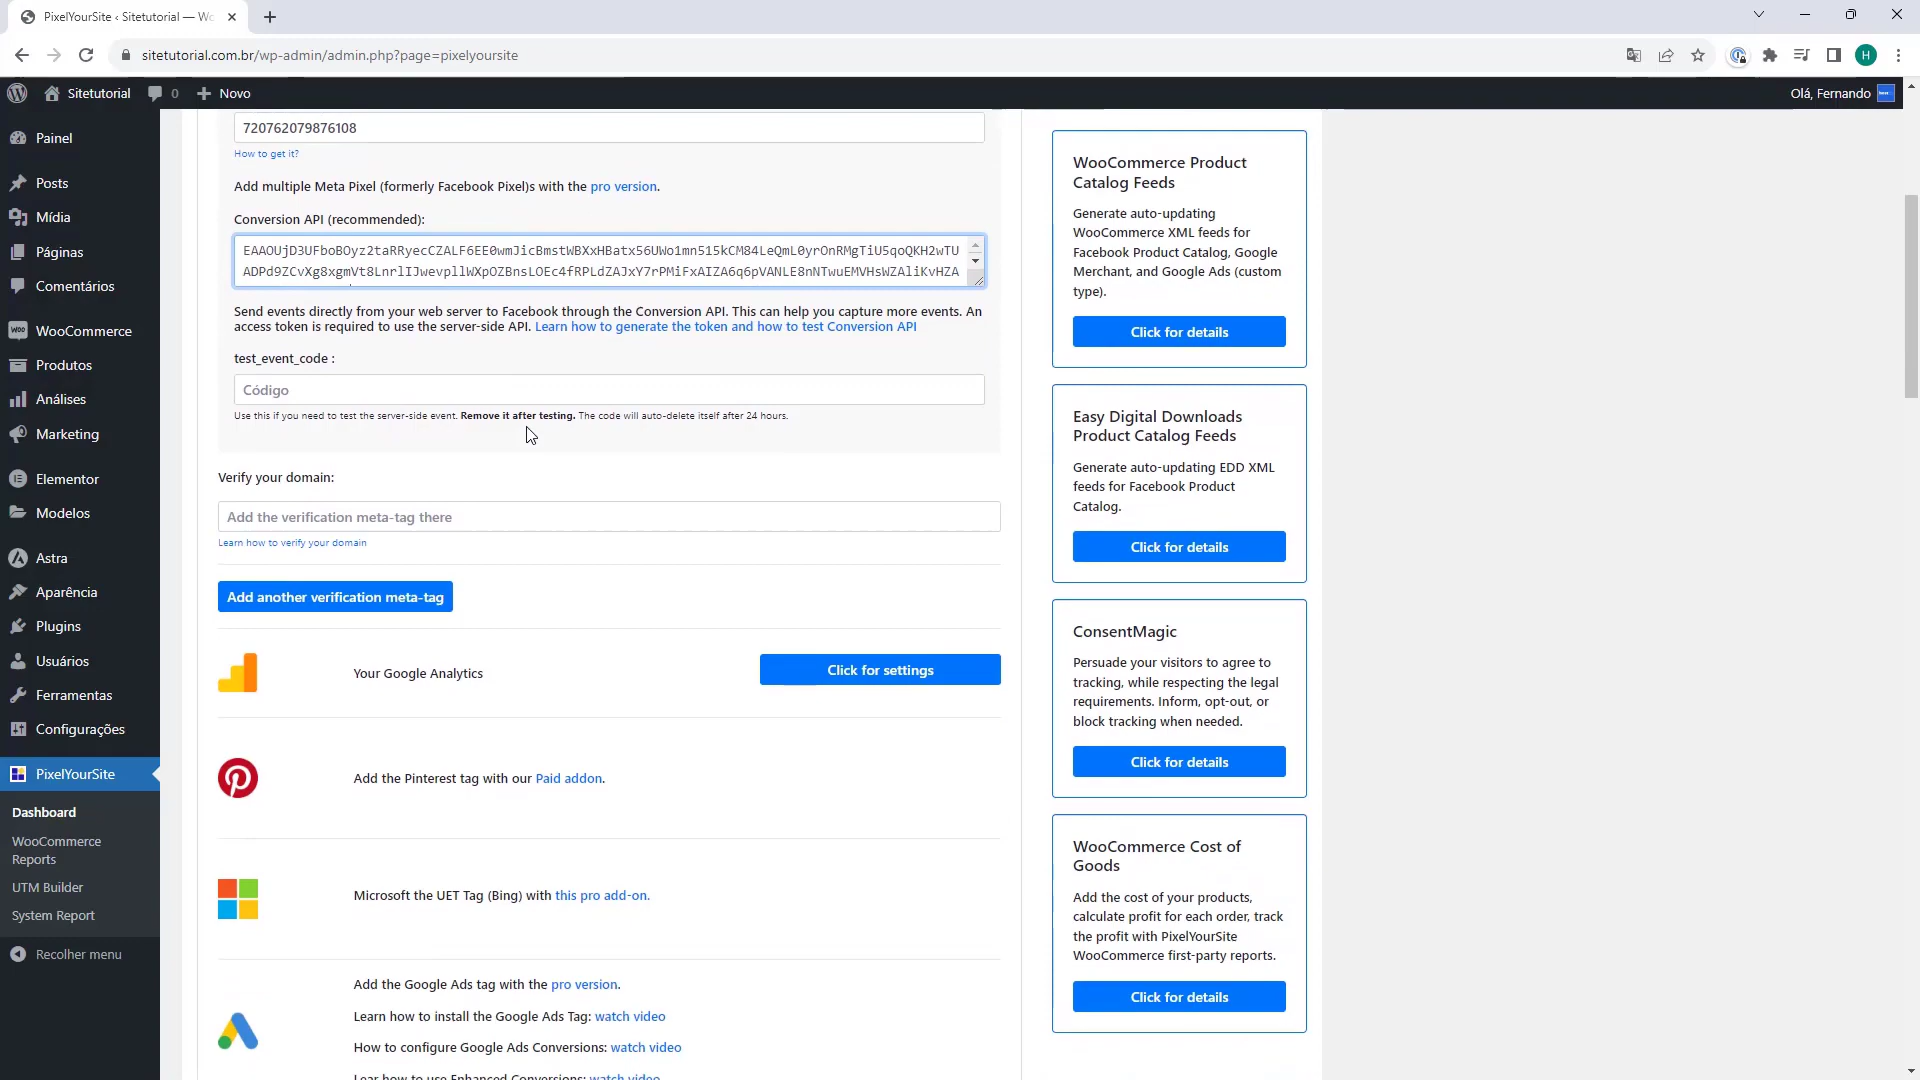 PixelYourSite ‹ Sitetutorial — Wo
sitetutorial.com.br/wp-admin/admin.php?page=pixelyoursite
H
Sitetutorial
0
Novo
Olá, Fernando
Painel
Posts
Mídia
Páginas
Comentários
WooCommerce
Produtos
Análises
Marketing
Elementor
Modelos
Astra
Aparência
Plugins
Usuários
Ferramentas
Configurações
PixelYourSite
Dashboard
WooCommerce
Reports
UTM Builder
System Report
Recolher menu
720762079876108
How to get it?
Add multiple Meta Pixel (formerly Facebook Pixel)s with the pro version.
Conversion API (recommended):
EAAOUjD3UFboBOyz2taRRyecCZALF6EE0wmJicBmstWBXxHBatx56UWo1mn515kCM84LeQmL0yrOnRMgTiU5qoQKH2wTU
ADPd9ZCvXg8xgmVt8LnrlIJwevpllWXpOZBnsLOEc4fRPLdZAJxY7rPMiFxAIZA6q6pVANLE8nNTwuEMVHsWZAliKvHZA
Send events directly from your web server to Facebook through the Conversion API. This can help you capture more events. An
access token is required to use the server-side API. Learn how to generate the token and how to test Conversion API
test_event_code :
Código
Use this if you need to test the server-side event. Remove it after testing. The code will auto-delete itself after 24 hours.
Verify your domain:
Add the verification meta-tag there
Learn how to verify your domain
Add another verification meta-tag
Your Google Analytics
Click for settings
Add the Pinterest tag with our Paid addon.
Microsoft the UET Tag (Bing) with this pro add-on.
Add the Google Ads tag with the pro version.
Learn how to install the Google Ads Tag: watch video
How to configure Google Ads Conversions: watch video
Lear how to use Enhanced Conversions: watch video
WooCommerce Product
Catalog Feeds
Generate auto-updating
WooCommerce XML feeds for
Facebook Product Catalog, Google
Merchant, and Google Ads (custom
type).
Click for details
Easy Digital Downloads
Product Catalog Feeds
Generate auto-updating EDD XML
feeds for Facebook Product
Catalog.
Click for details
ConsentMagic
Persuade your visitors to agree to
tracking, while respecting the legal
requirements. Inform, opt-out, or
block tracking when needed.
Click for details
WooCommerce Cost of
Goods
Add the cost of your products,
calculate profit for each order, track
the profit with PixelYourSite
WooCommerce first-party reports.
Click for details